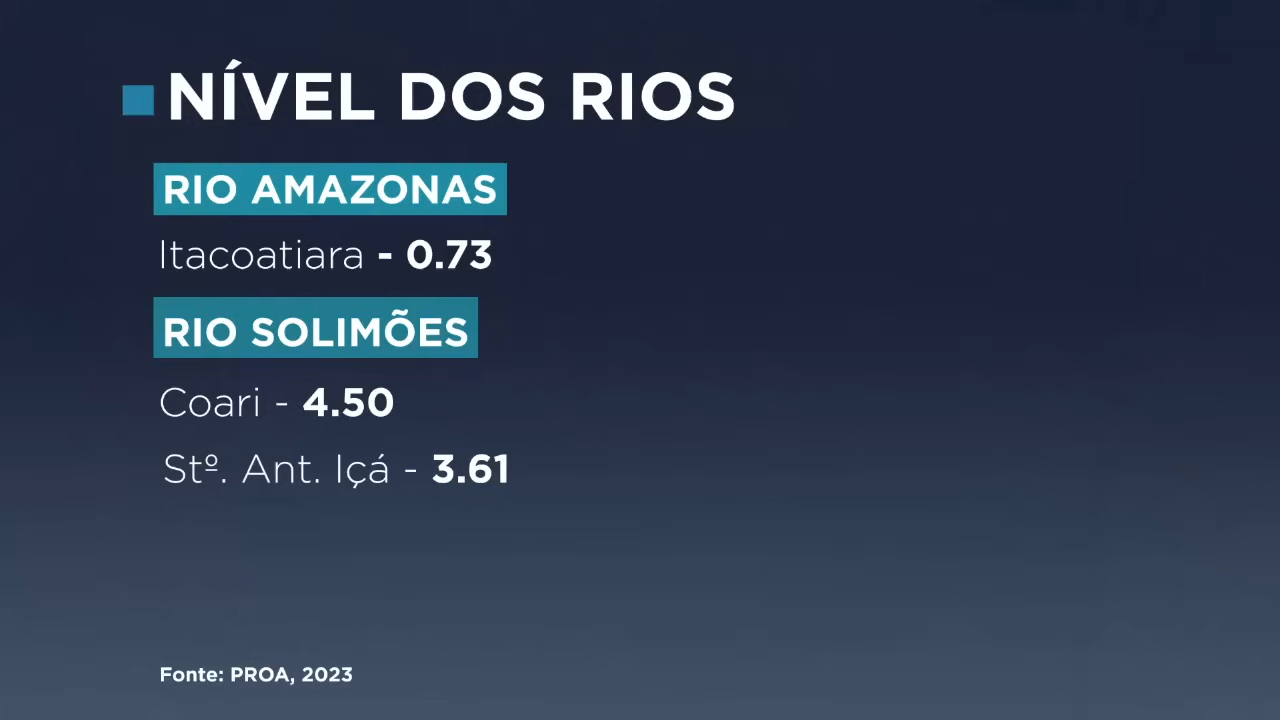 NÍVEL DOS RIOS
RIO AMAZONAS
Itacoatiara - 0.73
RIO SOLIMÕES
Coari - 4.50
Stº. Ant. Içá - 3.61
Fonte: PROA, 2023